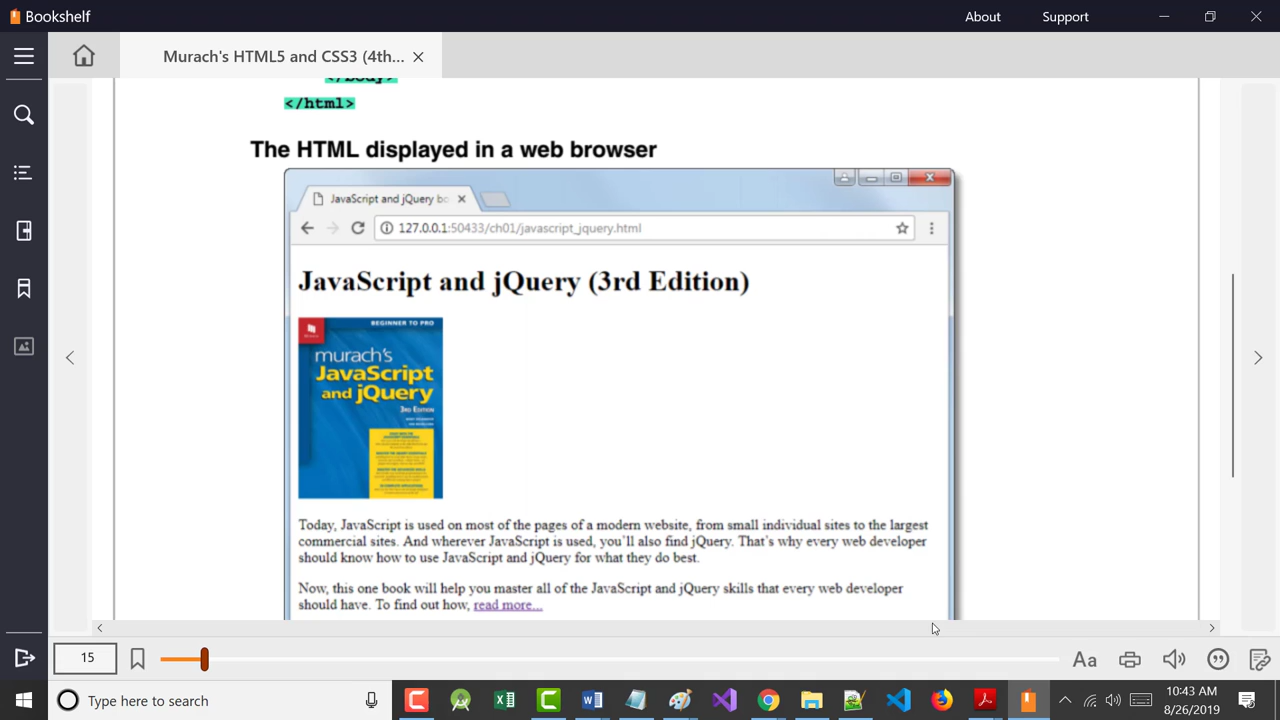 Bookshelf
About
Support
Murach's HTML5 and CSS3 (4th...
</body>
</html>
The HTML displayed in a web browser
JavaScript and jQuery bo
127.0.0.1:50433/ch01/javascript_jquery.html
JavaScript and jQuery (3rd Edition)
BEGINNER TO PRO
murach's
JavaScript
and jQuery
3RD EDITION
Today, JavaScript is used on most of the pages of a modern website, from small individual sites to the largest
commercial sites. And wherever JavaScript is used, you'll also find jQuery. That's why every web developer
should know how to use JavaScript and jQuery for what they do best.
Now, this one book will help you master all of the JavaScript and jQuery skills that every web developer
should have. To find out how, read more...
15
Aa
Type here to search
10:43 AM
8/26/2019